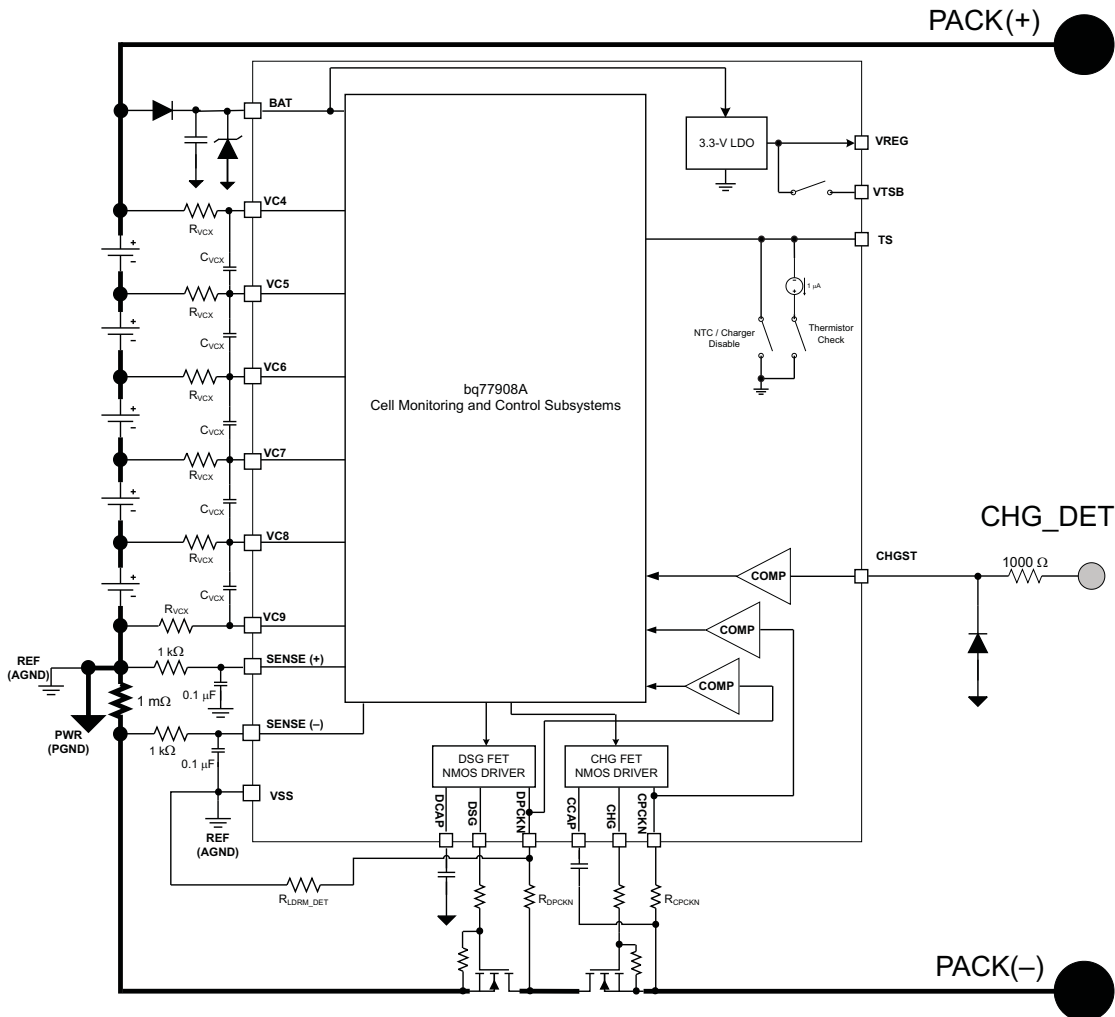 PACK(+)
BAT
3.3-V LDO
VREG
VTSB
VC4
RVCX
TS
CVCX
1 μA
VC5
RVCX
NTC / Charger
Disable
Thermistor
Check
CVCX
VC6
RVCX
bq77908A
Cell Monitoring and Control Subsystems
CVCX
VC7
RVCX
CVCX
CHG_DET
VC8
RVCX
CHGST
1000 Ω
COMP
CVCX
RVCX
VC9
COMP
REF
(AGND)
1 kΩ
SENSE (+)
COMP
0.1 μF
1 mΩ
PWR
(PGND)
SENSE (–)
1 kΩ
0.1 μF
DSG FET
NMOS DRIVER
CHG FET
NMOS DRIVER
VSS
DCAP
DSG
DPCKN
CCAP
CHG
CPCKN
REF
(AGND)
RLDRM_DET
RDPCKN
RCPCKN
PACK(–)